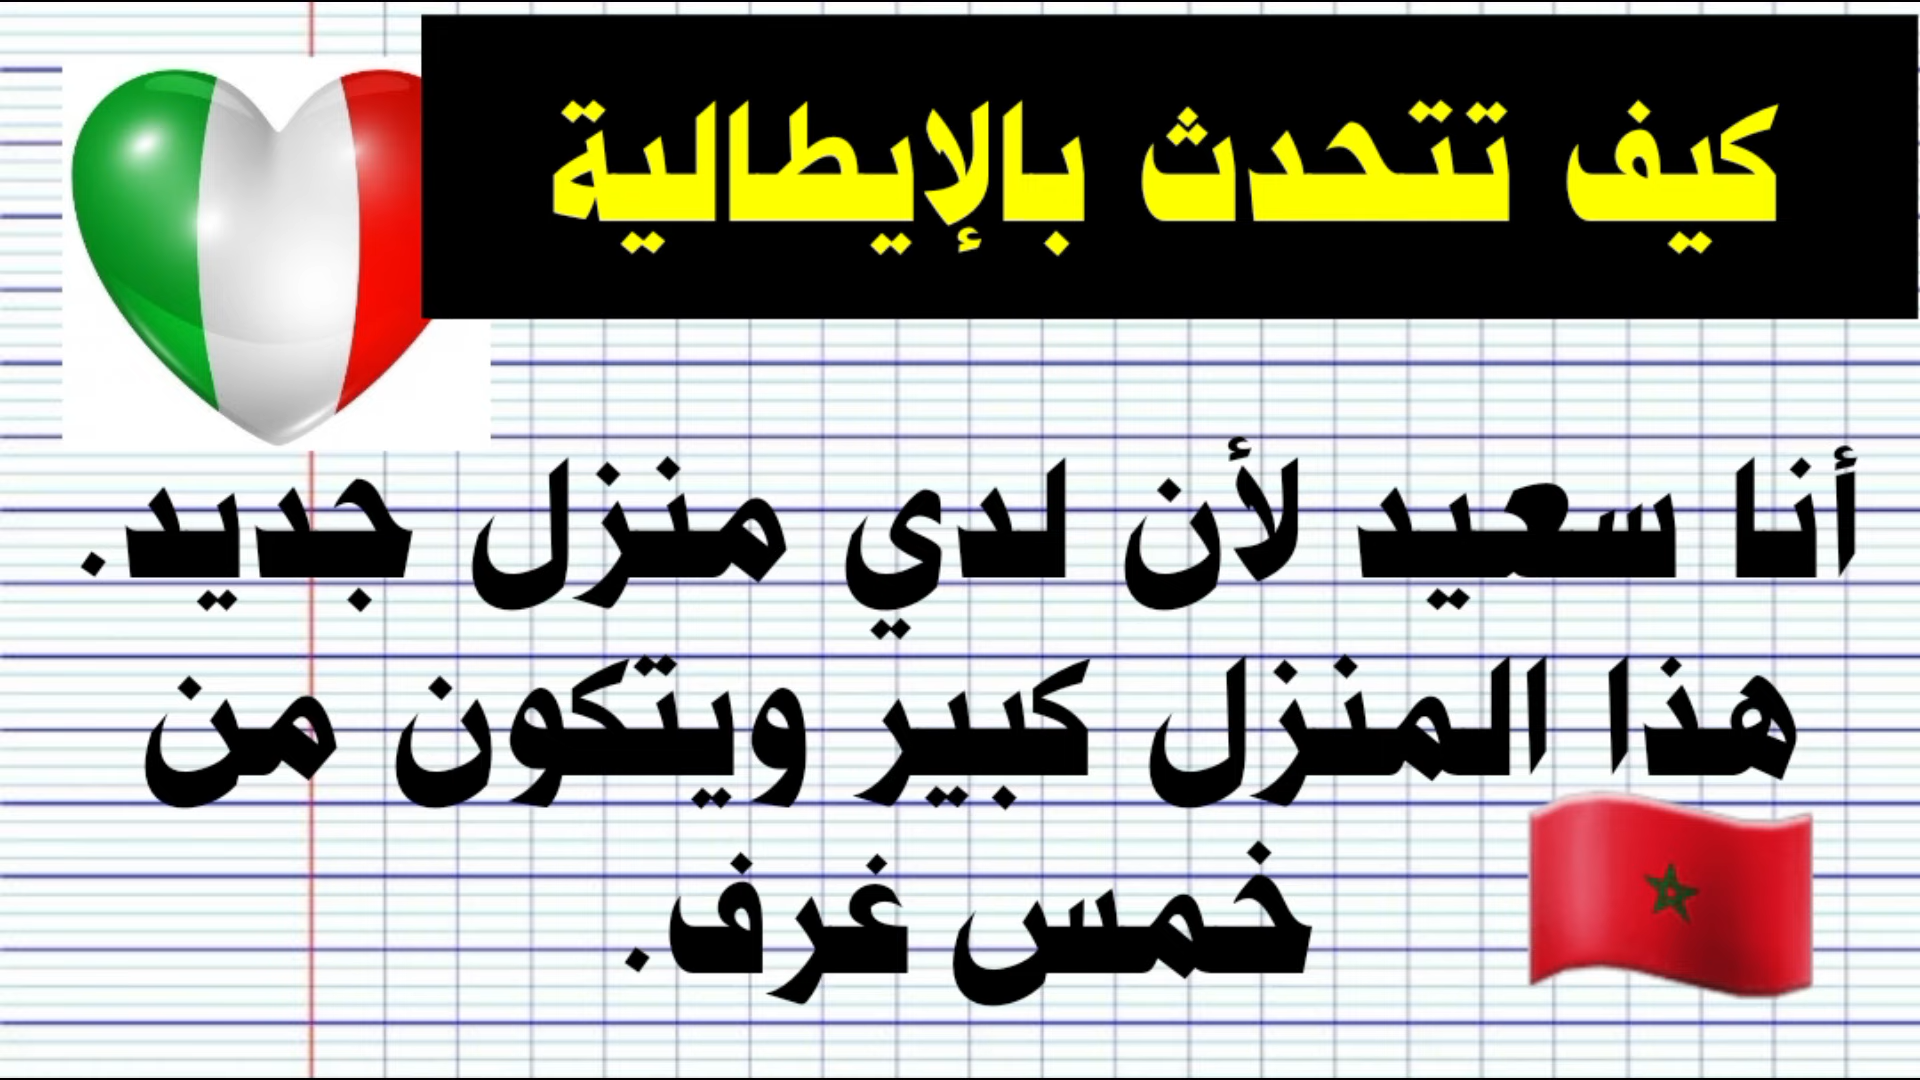 كيف تتحدث بالإيطالية
أنا سعيد لأن لدي منزل جديد.
هذا المنزل كبير ويتكون من
خمس غرف.